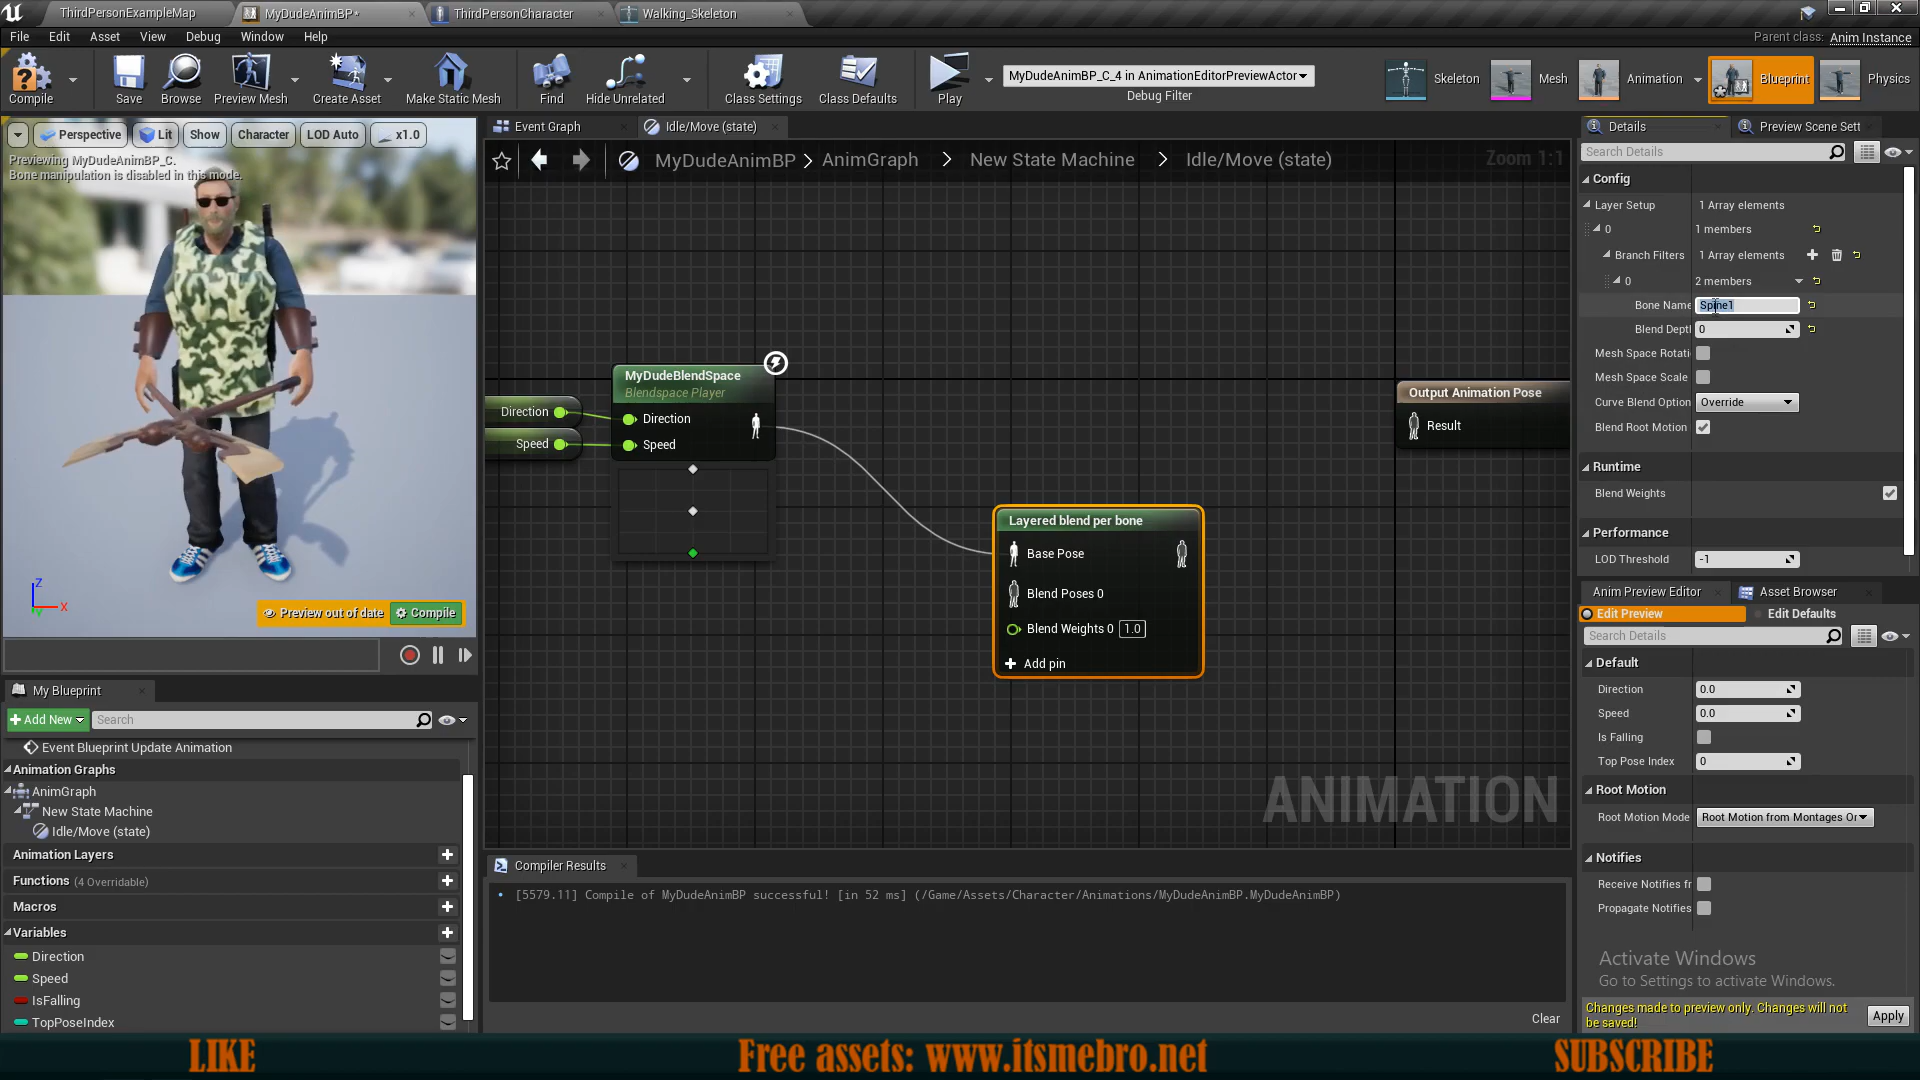 ThirdPersonExampleMap
MyDudeAnimBP*
ThirdPersonCharacter
Walking_Skeleton
File Edit Asset View Debug Window Help
Parent class: Anim Instance
Compile
Save
Browse
Preview Mesh
Create Asset
Make Static Mesh
Find
Hide Unrelated
Class Settings
Class Defaults
Play
MyDudeAnimBP_C_4 in AnimationEditorPreviewActor
Debug Filter
Skeleton
Mesh
Animation
Blueprint
Physics
Perspective
Lit
Show
Character
LOD Auto
x1.0
Previewing MyDudeAnimBP_C.
Bone manipulation is disabled in this mode.
Z
X
Y
Preview out of date
Compile
Event Graph
Idle/Move (state)
MyDudeAnimBP > AnimGraph > New State Machine > Idle/Move (state)
Zoom 1:1
Direction
Speed
MyDudeBlendSpace
Blendspace Player
Direction
Speed
Layered blend per bone
Base Pose
Blend Poses 0
Blend Weights 0 1.0
Add pin
Output Animation Pose
Result
ANIMATION
Compiler Results
[5579.11] Compile of MyDudeAnimBP successful! [in 52 ms] (/Game/Assets/Character/Animations/MyDudeAnimBP.MyDudeAnimBP)
Clear
My Blueprint
Add New
Search
Event Blueprint Update Animation
Animation Graphs
AnimGraph
New State Machine
Idle/Move (state)
Animation Layers
Functions (4 Overridable)
Macros
Variables
Direction
Speed
IsFalling
TopPoseIndex
Details
Preview Scene Sett
Search Details
Config
Layer Setup 1 Array elements
0 1 members
Branch Filters 1 Array elements
0 2 members
Bone Name Spine1
Blend Depth 0
Mesh Space Rotati
Mesh Space Scale
Curve Blend Option Override
Blend Root Motion
Runtime
Blend Weights
Performance
LOD Threshold -1
Anim Preview Editor
Asset Browser
Edit Preview
Edit Defaults
Search Details
Default
Direction 0.0
Speed 0.0
Is Falling
Top Pose Index 0
Root Motion
Root Motion Mode Root Motion from Montages Or
Notifies
Receive Notifies fr
Propagate Notifies
Activate Windows
Go to Settings to activate Windows.
Changes made to preview only. Changes will not
be saved!
Apply
LIKE
Free assets: www.itsmebro.net
SUBSCRIBE